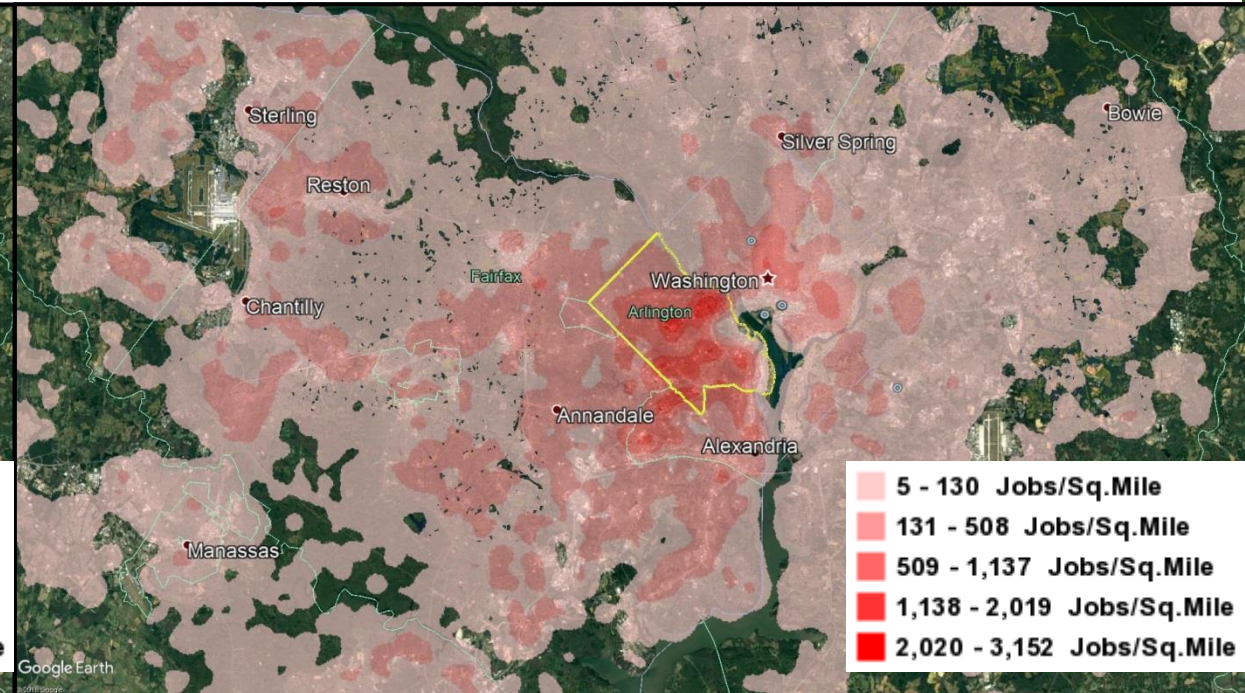 Sterling
Bowie
Silver Spring
Reston
Fairfax
Washington
Chantilly
Arlington
Annandale
Alexandria
5 - 130 Jobs/Sq.Mile
131 - 508 Jobs/Sq.Mile
509 - 1,137 Jobs/Sq.Mile
1,138 - 2,019 Jobs/Sq.Mile
2,020 - 3,152 Jobs/Sq.Mile
Manassas
e
Google Earth